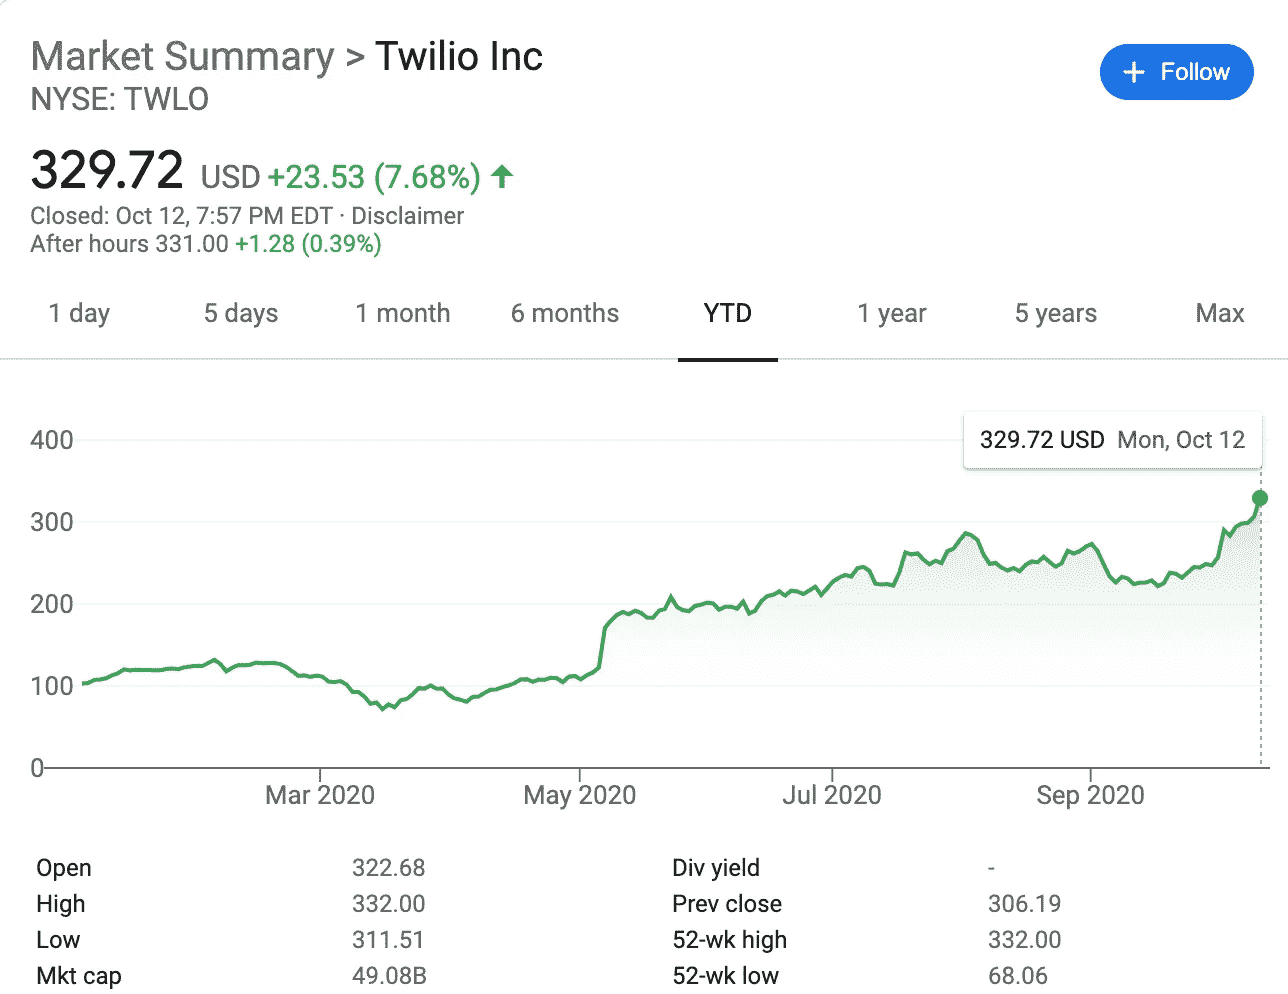 Market Summary > Twilio Inc
NYSE: TWLO
+ Follow
329.72 USD +23.53 (7.68%) ↑
Closed: Oct 12, 7:57 PM EDT · Disclaimer
After hours 331.00 +1.28 (0.39%)
1 day 5 days 1 month 6 months YTD 1 year 5 years Max
329.72 USD Mon, Oct 12
400
300
200
100
0
Mar 2020 May 2020 Jul 2020 Sep 2020
Open 322.68 Div yield -
High 332.00 Prev close 306.19
Low 311.51 52-wk high 332.00
Mkt cap 49.08B 52-wk low 68.06